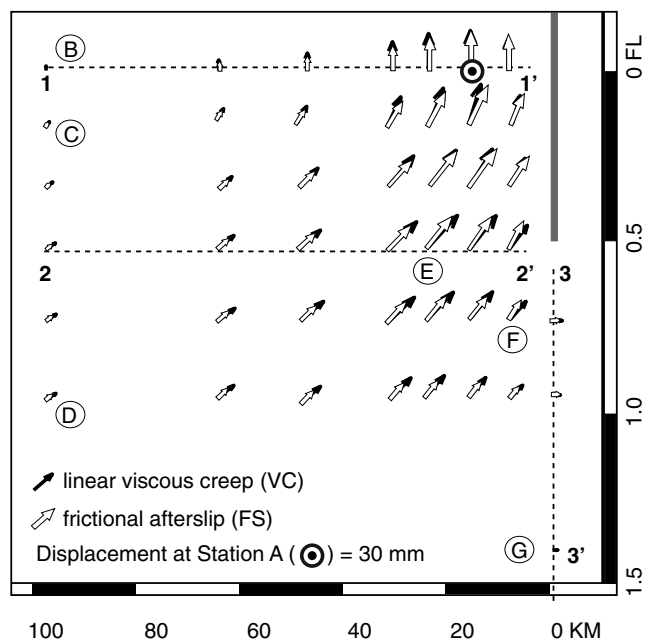 B
0 FL
1 1'
C
0.5
2 2' 3
E
F
1.0
D
linear viscous creep (VC)
frictional afterslip (FS)
Displacement at Station A ( ) = 30 mm
G 3'
1.5
100 80 60 40 20 0 KM